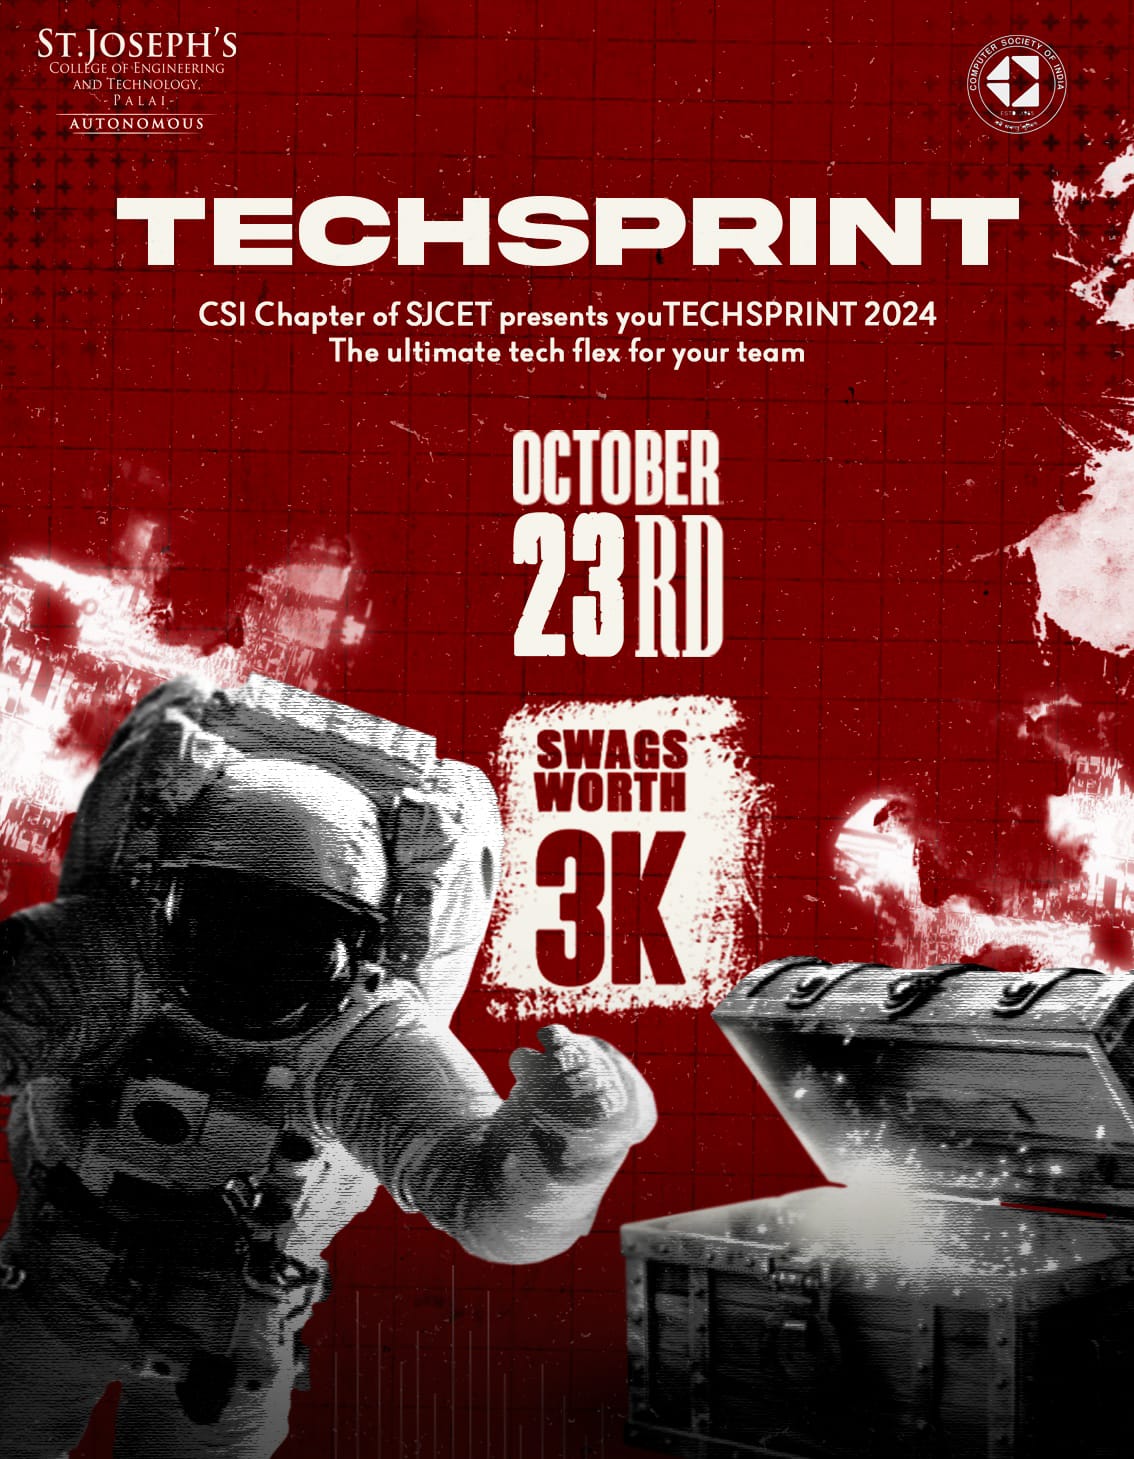 ST.JOSEPH'S
COLLEGE OF ENGINEERING
AND TECHNOLOGY,
- PALAI -
AUTONOMOUS
COMPUTER SOCIETY OF INDIA
TECHSPRINT
CSI Chapter of SJCET presents youTECHSPRINT 2024
The ultimate tech flex for your team
OCTOBER
23RD
SWAGS
WORTH
3K